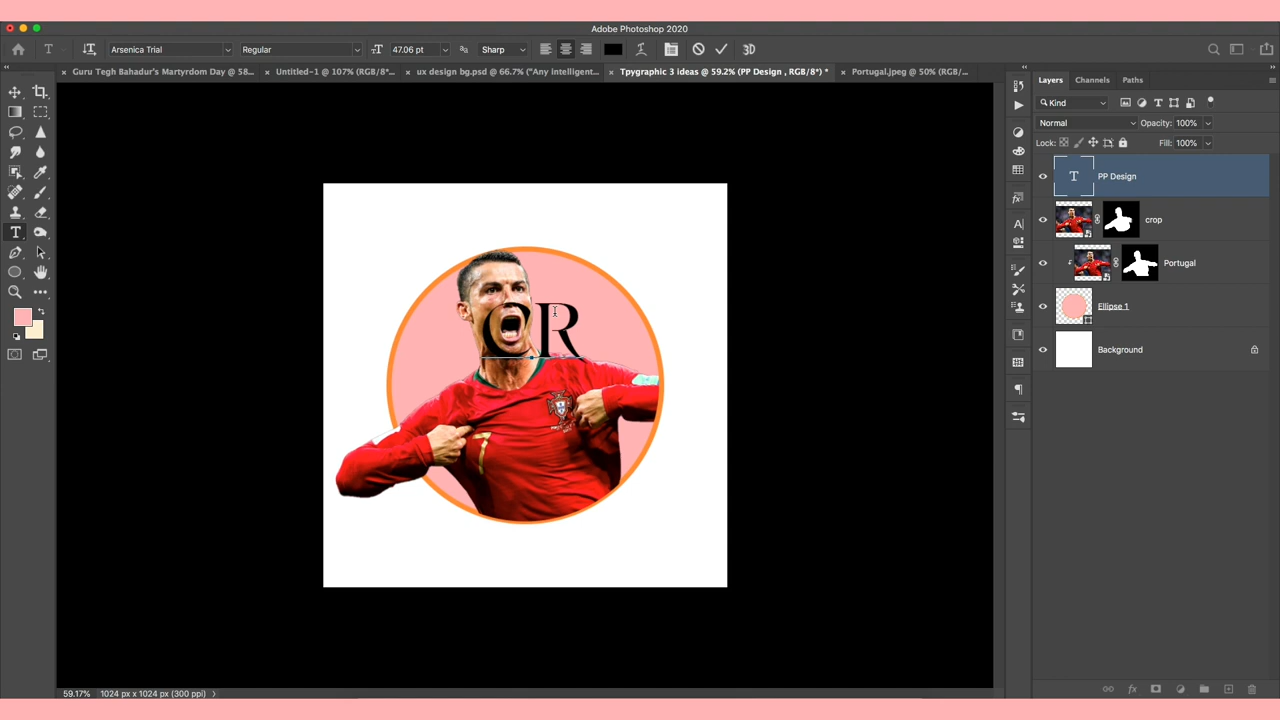 Adobe Photoshop 2020
Arsenica Trial Regular 47.06 pt Sharp 3D
Guru Tegh Bahadur's Martyrdom Day @ 58... Untitled-1 @ 107% (RGB/8*... ux design bg.psd @ 66.7% ("Any intelligent... Tpygraphic 3 ideas @ 59.2% (PP Design , RGB/8*) * Portugal.jpeg @ 50% (RGB/...
Layers Channels Paths
Kind
Normal Opacity: 100%
Lock: Fill: 100%
PP Design
crop
Portugal
Ellipse 1
Background
CR
7
59.17% 1024 px x 1024 px (300 ppi)